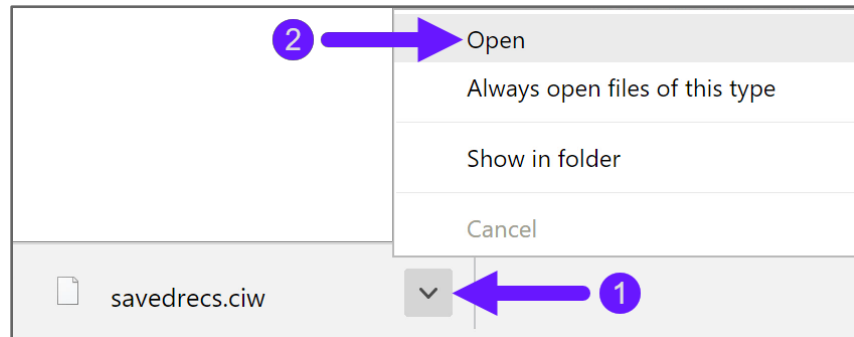 2
Open
Always open files of this type
Show in folder
Cancel
savedrecs.ciw
1